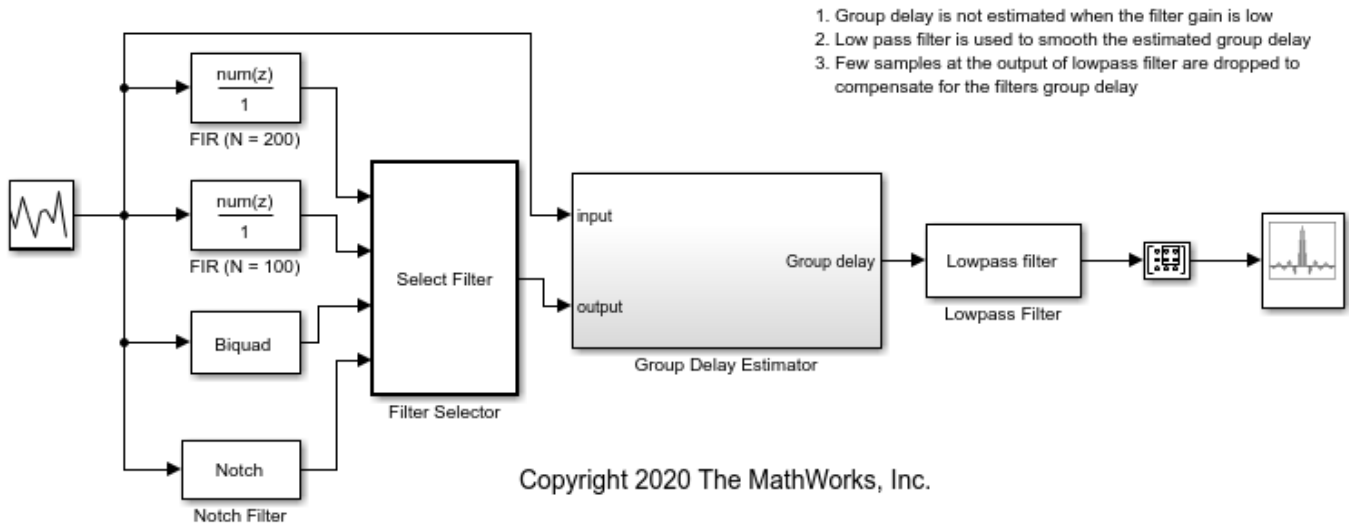 1. Group delay is not estimated when the filter gain is low
2. Low pass filter is used to smooth the estimated group delay
3. Few samples at the output of lowpass filter are dropped to
compensate for the filters group delay
num(z)
1
FIR (N = 200)
num(z)
1
FIR (N = 100)
Biquad
Notch
Notch Filter
Select Filter
Filter Selector
input
output
Group delay
Group Delay Estimator
Lowpass filter
Lowpass Filter
Copyright 2020 The MathWorks, Inc.